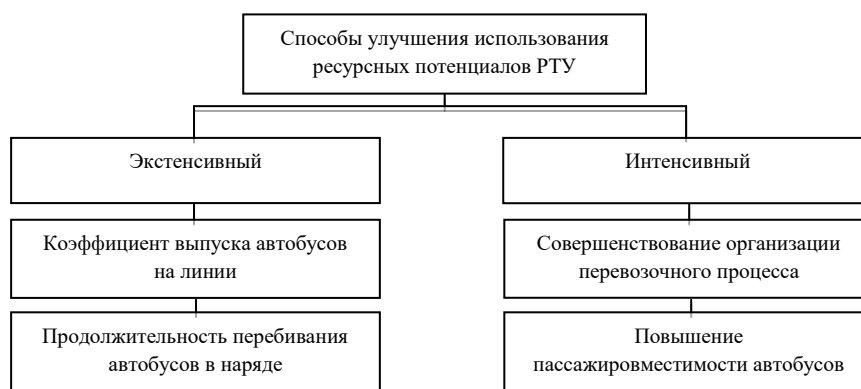 Способы улучшения использования
ресурсных потенциалов РТУ
Экстенсивный
Интенсивный
Коэффициент выпуска автобусов
на линии
Совершенствование организации
перевозочного процесса
Продолжительность перебивания
автобусов в наряде
Повышение
пассажировместимости автобусов